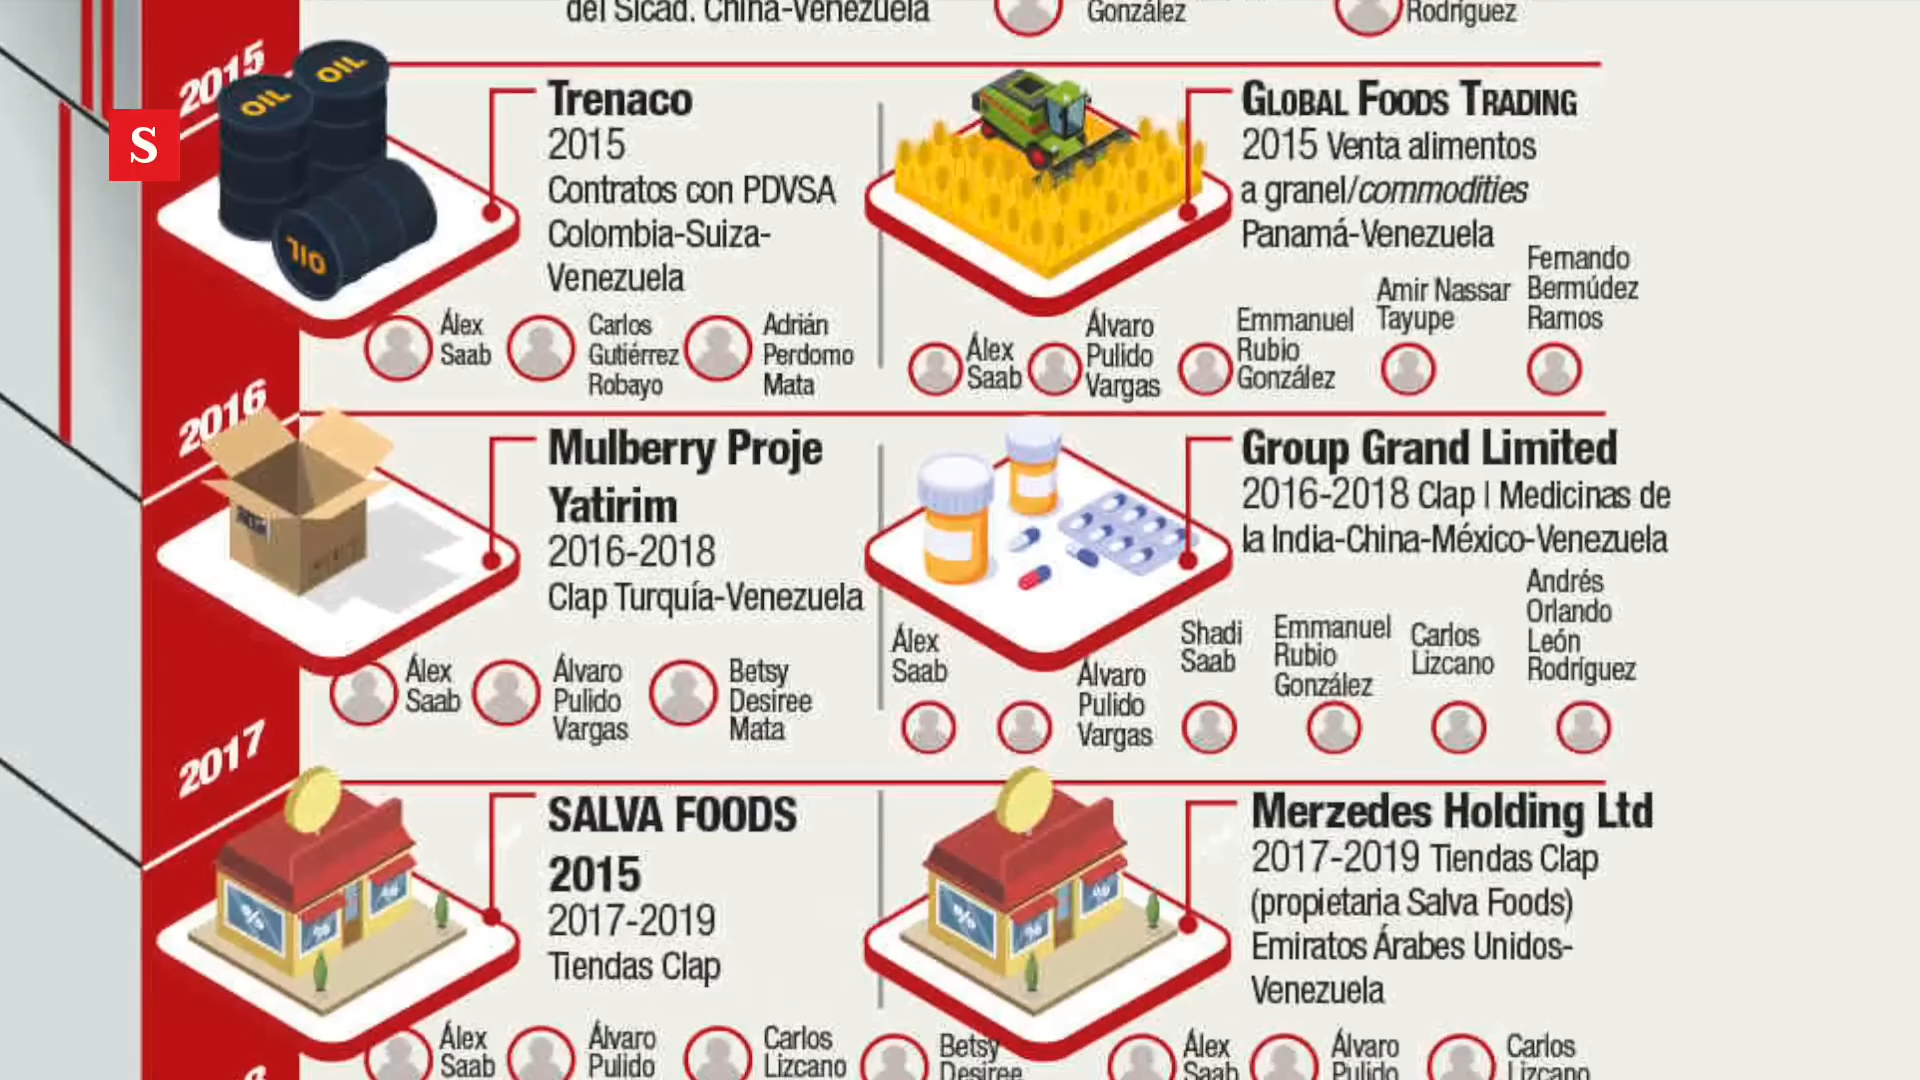 del Sicad. China-Venezuela
González
Rodríguez
2015
OIL
OIL
OIL
S
Trenaco
2015
Contratos con PDVSA
Colombia-Suiza-
Venezuela
Álex
Saab
Carlos
Gutiérrez
Robayo
Adrián
Perdomo
Mata
GLOBAL FOODS TRADING
2015 Venta alimentos
a granel/commodities
Panamá-Venezuela
Álex
Saab
Álvaro
Pulido
Vargas
Emmanuel
Rubio
González
Amir Nassar
Tayupe
Fernando
Bermúdez
Ramos
2016
Mulberry Proje
Yatirim
2016-2018
Clap Turquía-Venezuela
Álex
Saab
Álvaro
Pulido
Vargas
Betsy
Desiree
Mata
Group Grand Limited
2016-2018 Clap | Medicinas de
la India-China-México-Venezuela
Álex
Saab
Álvaro
Pulido
Vargas
Shadi
Saab
Emmanuel
Rubio
González
Carlos
Lizcano
Andrés
Orlando
León
Rodríguez
2017
SALVA FOODS
2015
2017-2019
Tiendas Clap
Álex
Saab
Álvaro
Pulido
Carlos
Lizcano
Betsy
Desiree
Merzedes Holding Ltd
2017-2019 Tiendas Clap
(propietaria Salva Foods)
Emiratos Árabes Unidos-
Venezuela
Álex
Saab
Álvaro
Pulido
Carlos
Lizcano